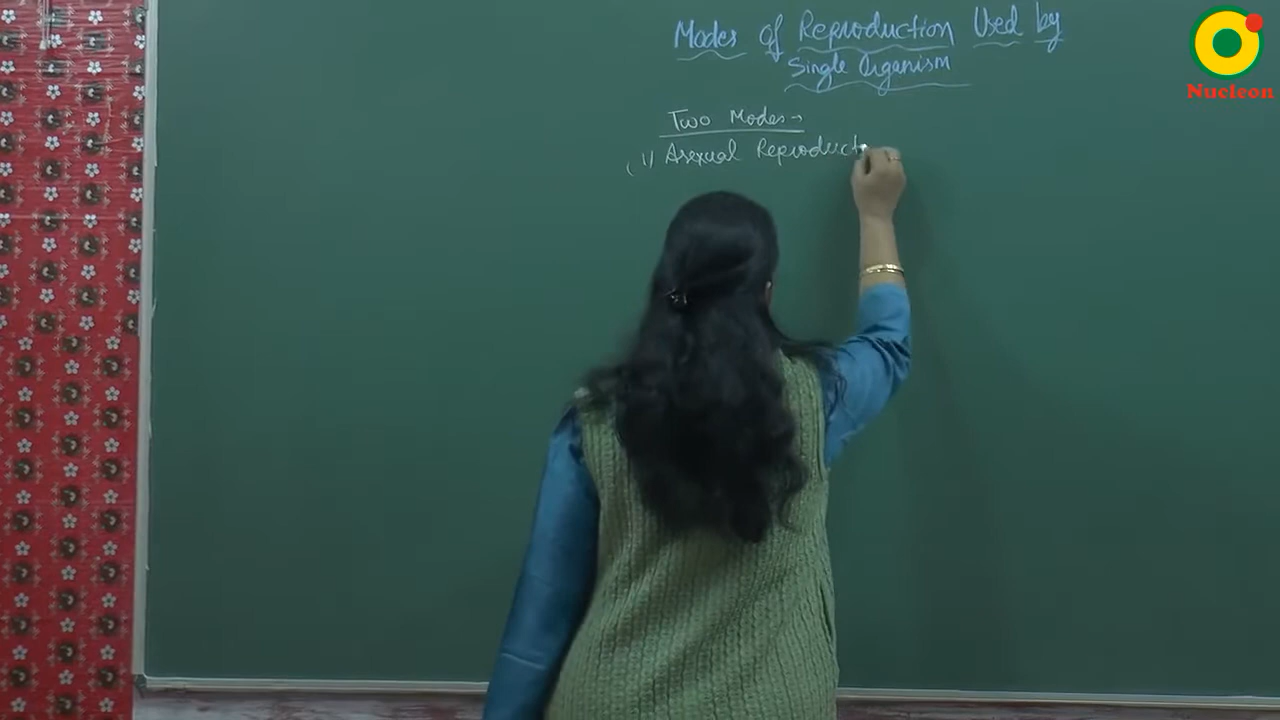 Modes of Reproduction Used by
Single Organism
Two Modes→
(1) Asexual Reproduct
Nucleon